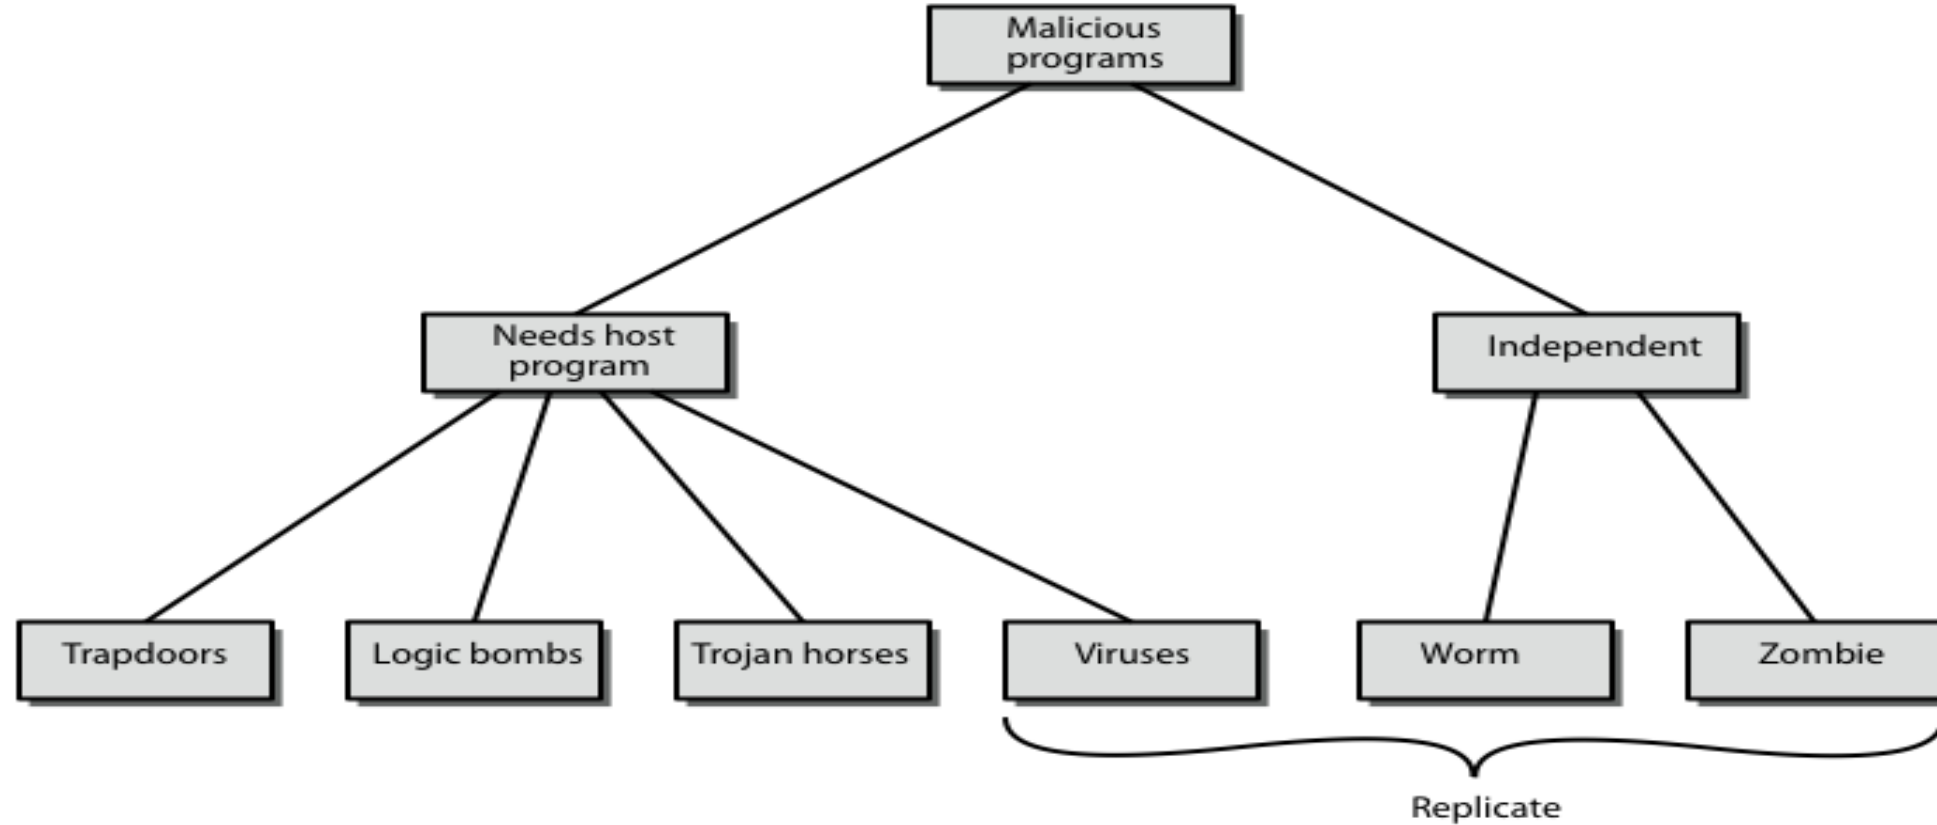 Malicious
programs
Needs host
program
Independent
Trapdoors
Logic bombs
Trojan horses
Viruses
Worm
Zombie
Replicate